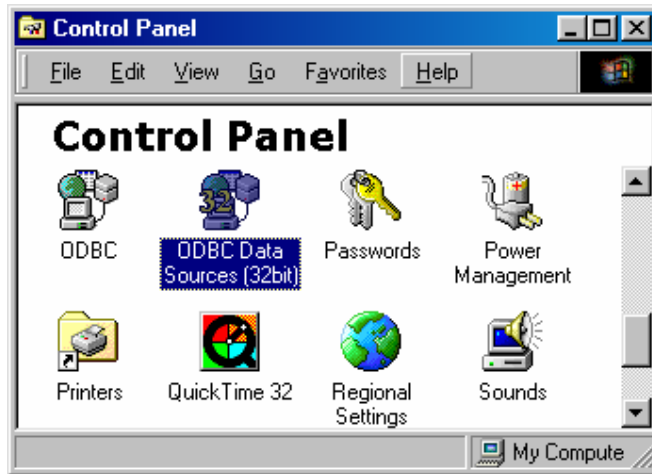 Control Panel
File Edit View Go Favorites Help
Control Panel
ODBC
32
ODBC Data
Sources (32bit)
Passwords
Power
Management
Printers
QuickTime 32
Regional
Settings
Sounds
My Compute